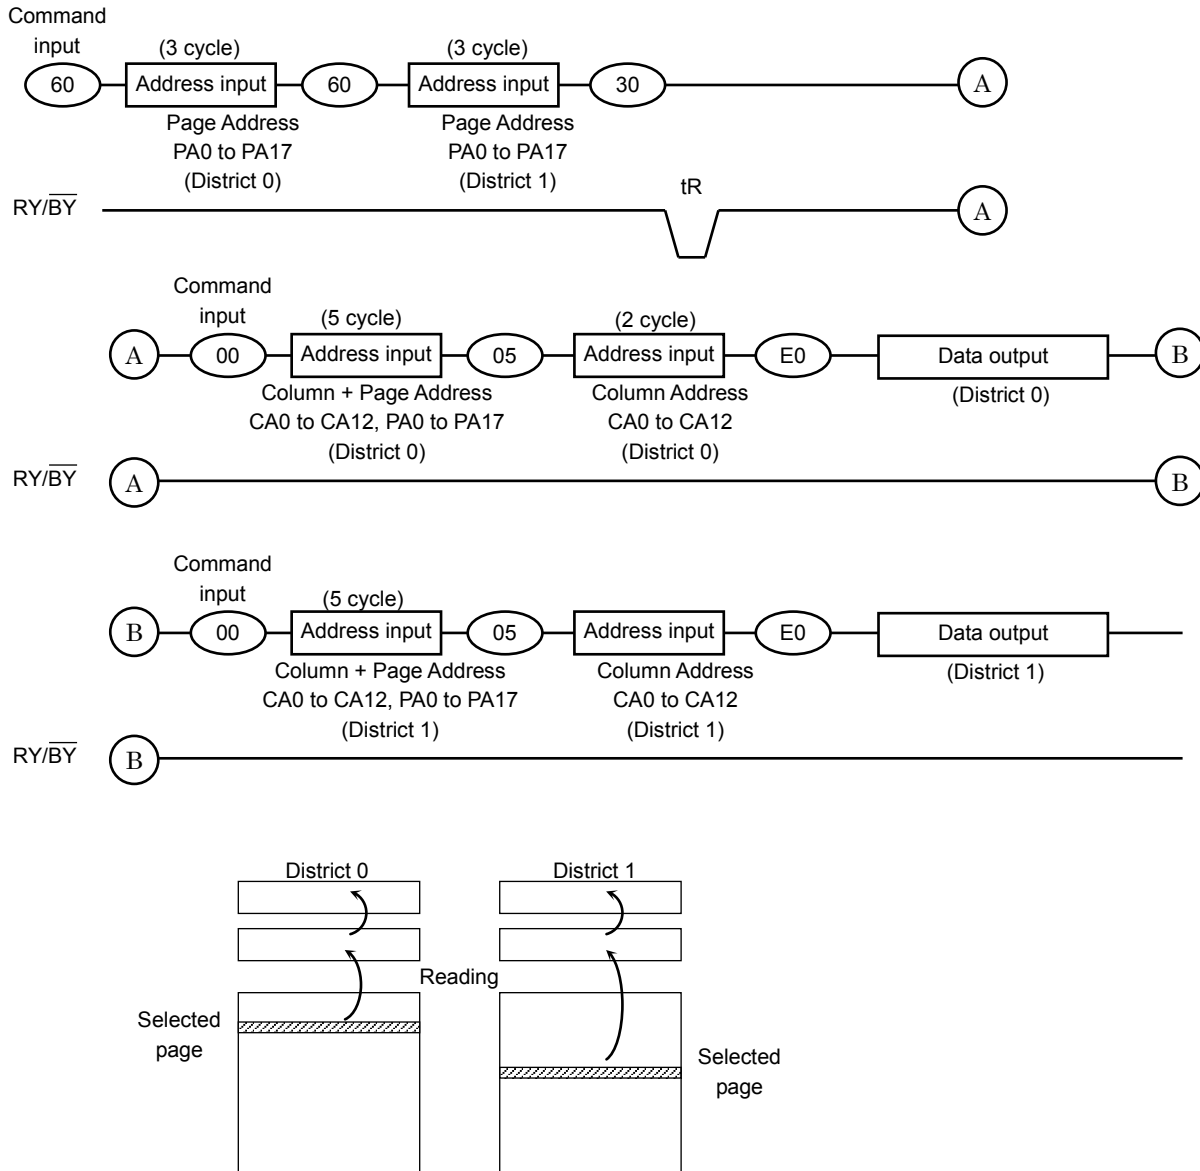 Command
input
(3 cycle)
(3 cycle)
60
Address input
60
Address input
30
A
Page Address
PA0 to PA17
(District 0)
Page Address
PA0 to PA17
(District 1)
tR
RY/BY
A
Command
input
(5 cycle)
(2 cycle)
A
00
Address input
05
Address input
E0
Data output
B
Column + Page Address
CA0 to CA12, PA0 to PA17
(District 0)
Column Address
CA0 to CA12
(District 0)
(District 0)
RY/BY
A
B
Command
input
(5 cycle)
B
00
Address input
05
Address input
E0
Data output
Column + Page Address
CA0 to CA12, PA0 to PA17
(District 1)
Column Address
CA0 to CA12
(District 1)
(District 1)
RY/BY
B
District 0
District 1
Reading
Selected
page
Selected
page